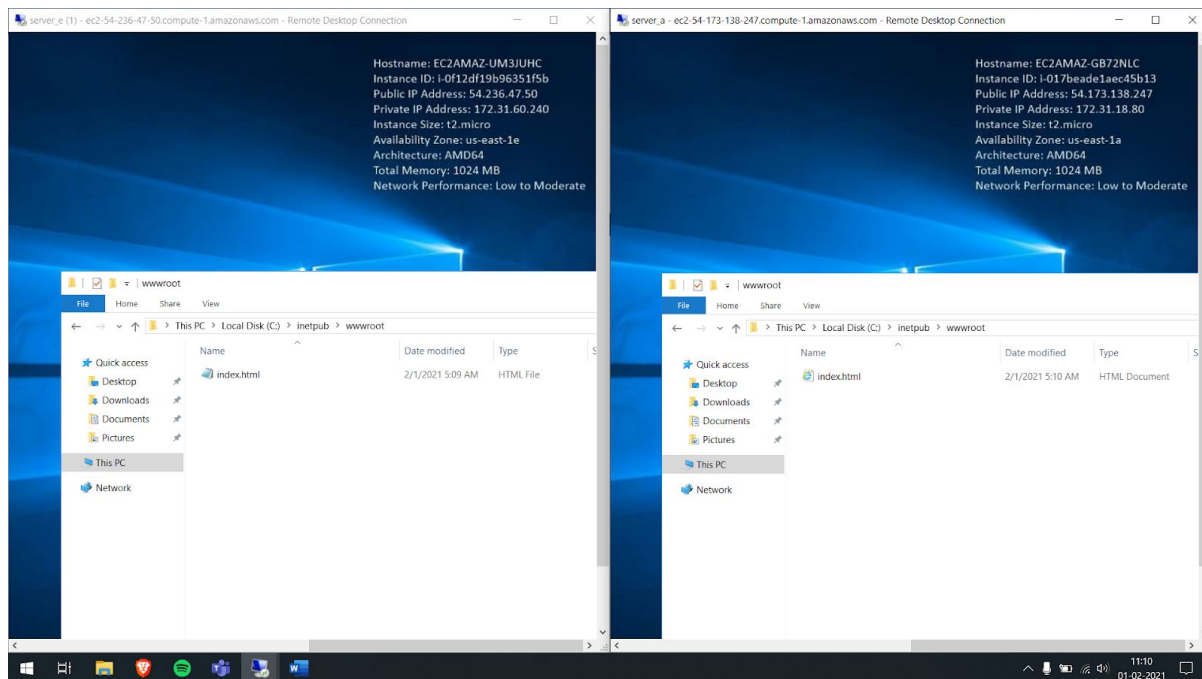 server_e (1) - ec2-54-236-47-50.compute-1.amazonaws.com - Remote Desktop Connection
Hostname: EC2AMAZ-UM3JUHC
Instance ID: i-0f12df19b96351f5b
Public IP Address: 54.236.47.50
Private IP Address: 172.31.60.240
Instance Size: t2.micro
Availability Zone: us-east-1e
Architecture: AMD64
Total Memory: 1024 MB
Network Performance: Low to Moderate
wwwroot
File Home Share View
This PC > Local Disk (C:) > inetpub > wwwroot
Name Date modified Type S
index.html 2/1/2021 5:09 AM HTML File
Quick access
Desktop
Downloads
Documents
Pictures
This PC
Network
server_a - ec2-54-173-138-247.compute-1.amazonaws.com - Remote Desktop Connection
Hostname: EC2AMAZ-GB72NLC
Instance ID: i-017beade1aec45b13
Public IP Address: 54.173.138.247
Private IP Address: 172.31.18.80
Instance Size: t2.micro
Availability Zone: us-east-1a
Architecture: AMD64
Total Memory: 1024 MB
Network Performance: Low to Moderate
wwwroot
File Home Share View
This PC > Local Disk (C:) > inetpub > wwwroot
Name Date modified Type S
index.html 2/1/2021 5:10 AM HTML Document
Quick access
Desktop
Downloads
Documents
Pictures
This PC
Network
11:10
01-02-2021